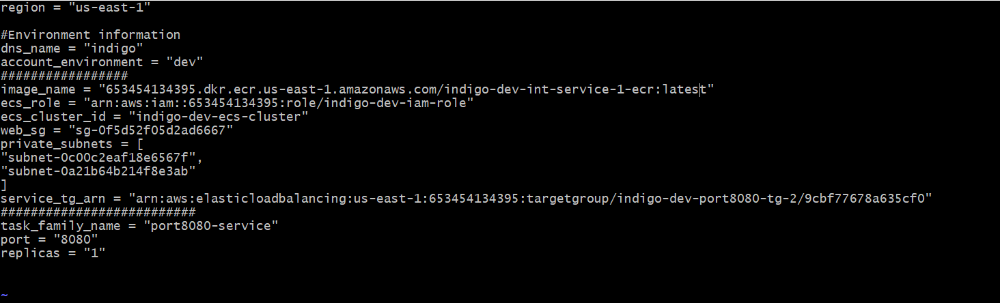 region = "us-east-1"
#Environment information
dns_name = "indigo"
account_environment = "dev"
#################
image_name = "653454134395.dkr.ecr.us-east-1.amazonaws.com/indigo-dev-int-service-1-ecr:latest"
ecs_role = "arn:aws:iam::653454134395:role/indigo-dev-iam-role"
ecs_cluster_id = "indigo-dev-ecs-cluster"
web_sg = "sg-0f5d52f05d2ad6667"
private_subnets = [
"subnet-0c00c2eaf18e6567f",
"subnet-0a21b64b214f8e3ab"
]
service_tg_arn = "arn:aws:elasticloadbalancing:us-east-1:653454134395:targetgroup/indigo-dev-port8080-tg-2/9cbf77678a635cf0"
##########################
task_family_name = "port8080-service"
port = "8080"
replicas = "1"
~